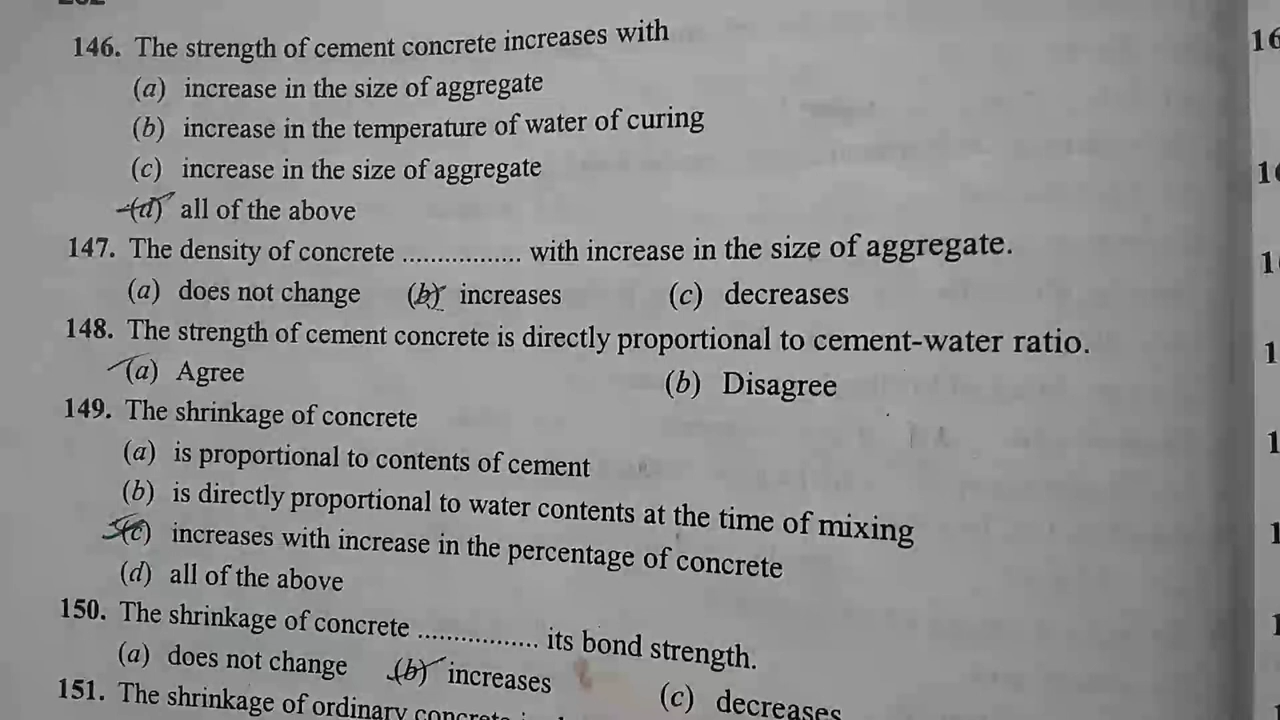 146. The strength of cement concrete increases with
(a) increase in the size of aggregate
(b) increase in the temperature of water of curing
(c) increase in the size of aggregate
(d) all of the above
147. The density of concrete ................. with increase in the size of aggregate.
(a) does not change (b) increases (c) decreases
148. The strength of cement concrete is directly proportional to cement-water ratio.
(a) Agree (b) Disagree
149. The shrinkage of concrete
(a) is proportional to contents of cement
(b) is directly proportional to water contents at the time of mixing
(c) increases with increase in the percentage of concrete
(d) all of the above
150. The shrinkage of concrete ................. its bond strength.
(a) does not change (b) increases (c) decreases
151. The shrinkage of ordinary concrete